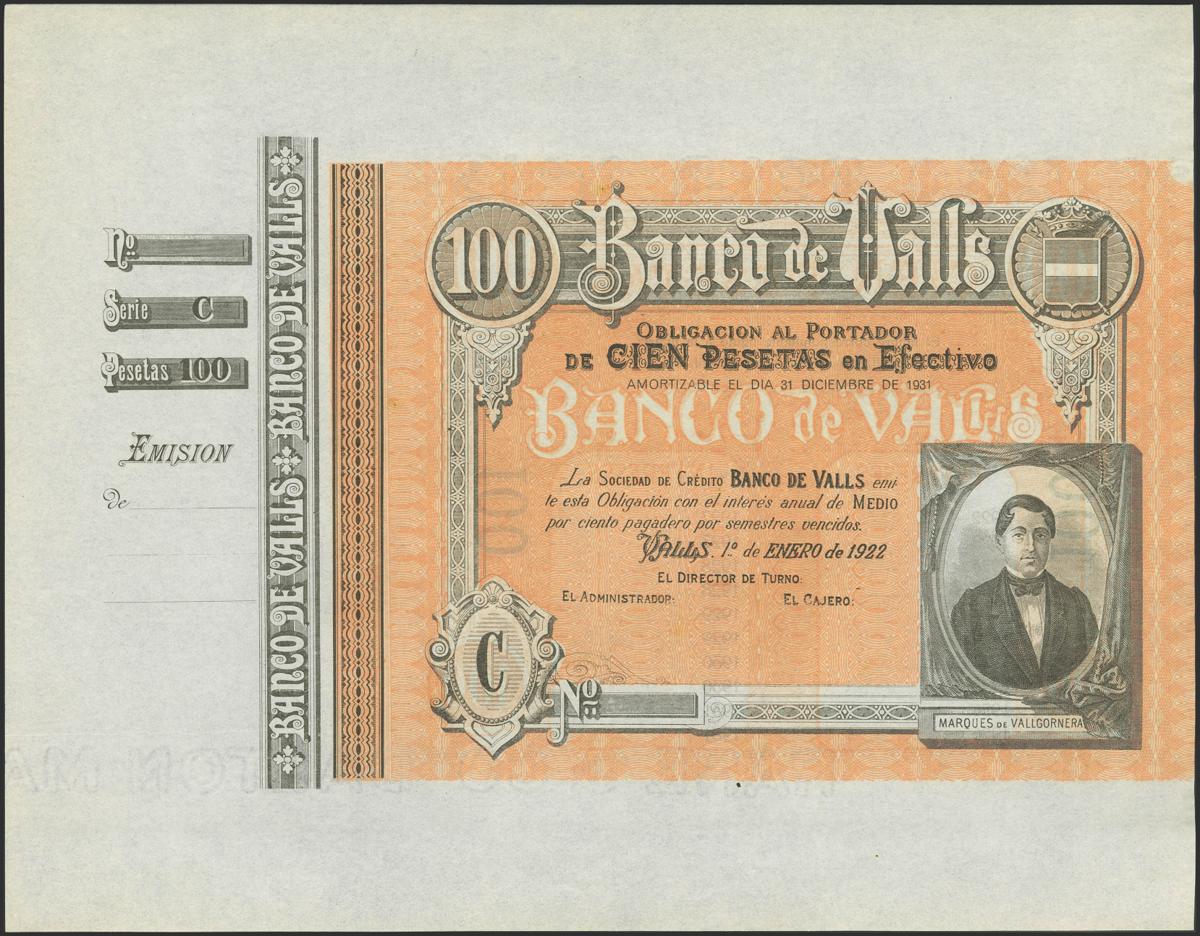 Nº
Serie C
Pesetas 100
EMISION
de
BANCO DE VALLS BANCO DE VALLS
100 Banco de Valls
OBLIGACION AL PORTADOR
DE CIEN PESETAS en Efectivo
AMORTIZABLE EL DIA 31 DICIEMBRE DE 1931
BANCO de VALLS
La SOCIEDAD DE CRÉDITO BANCO DE VALLS emi
te esta Obligación con el interés anual de MEDIO
por ciento pagadero por semestres vencidos.
VALLS. 1.º de ENERO de 1922
EL DIRECTOR DE TURNO:
EL ADMINISTRADOR: EL CAJERO:
C
Nº
MARQUES DE VALLGORNERA